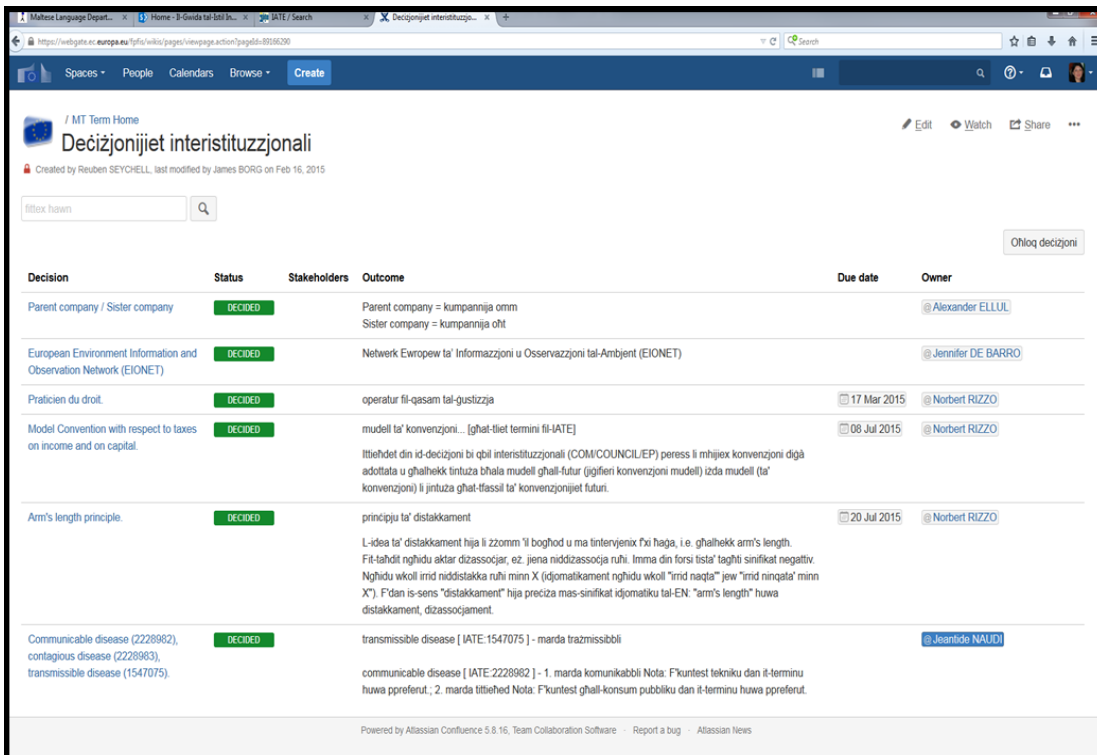 Maltese Language Depart... ×
Home - Il-Gwida tal-Istil In... ×
IATE / Search ×
Deċiżjonijiet interistituzzjo... × +
https://webgate.ec.europa.eu/fpfis/wikis/pages/viewpage.action?pageId=89166290
Search
Spaces People Calendars Browse Create
/ MT Term Home
Deċiżjonijiet interistituzzjonali
Edit Watch Share •••
Created by Reuben SEYCHELL, last modified by James BORG on Feb 16, 2015
fittex hawn
Oħloq deċiżjoni
Decision Status Stakeholders Outcome Due date Owner
Parent company / Sister company DECIDED Parent company = kumpannija omm @Alexander ELLUL
Sister company = kumpannija oħt
European Environment Information and DECIDED Netwerk Ewropew ta' Informazzjoni u Osservazzjoni tal-Ambjent (EIONET) @Jennifer DE BARRO
Observation Network (EIONET)
Praticien du droit. DECIDED operatur fil-qasam tal-ġustizzja 17 Mar 2015 @Norbert RIZZO
Model Convention with respect to taxes DECIDED mudell ta' konvenzjoni... [għat-tliet termini fil-IATE] 08 Jul 2015 @Norbert RIZZO
on income and on capital.
Ittieħdet din id-deċiżjoni bi qbil interistituzzjonali (COM/COUNCIL/EP) peress li mhijiex konvenzjoni diġà
adottata u għalhekk tintuża bħala mudell għall-futur (jiġifieri konvenzjoni mudell) iżda mudell (ta'
konvenzjoni) li jintuża għat-tfassil ta' konvenzjonijiet futuri.
Arm's length principle. DECIDED prinċipju ta' distakkament 20 Jul 2015 @Norbert RIZZO
L-idea ta' distakkament hija li żżomm 'il bogħod u ma tintervjenix f'xi ħaġa, i.e. għalhekk arm's length.
Fit-taħdit ngħidu aktar diżassoċjar, eż. jiena niddiżassoċja ruħi. Imma din forsi tista' tagħti sinifikat negattiv.
Ngħidu wkoll irrid niddistakka ruħi minn X (idjomatikament ngħidu wkoll "irrid naqta'" jew "irrid ninqata' minn
X"). F'dan is-sens "distakkament" hija preċiża mas-sinifikat idjomatiku tal-EN: "arm's length" huwa
distakkament, diżassoċjament.
Communicable disease (2228982), DECIDED transmissible disease [ IATE:1547075 ] - marda trażmissibbli @Jeantide NAUDI
contagious disease (2228983),
transmissible disease (1547075).
communicable disease [ IATE:2228982 ] - 1. marda komunikabbli Nota: F'kuntest tekniku dan it-terminu
huwa ppreferut.; 2. marda tittieħed Nota: F'kuntest għall-konsum pubbliku dan it-terminu huwa ppreferut.
Powered by Atlassian Confluence 5.8.16, Team Collaboration Software · Report a bug · Atlassian News